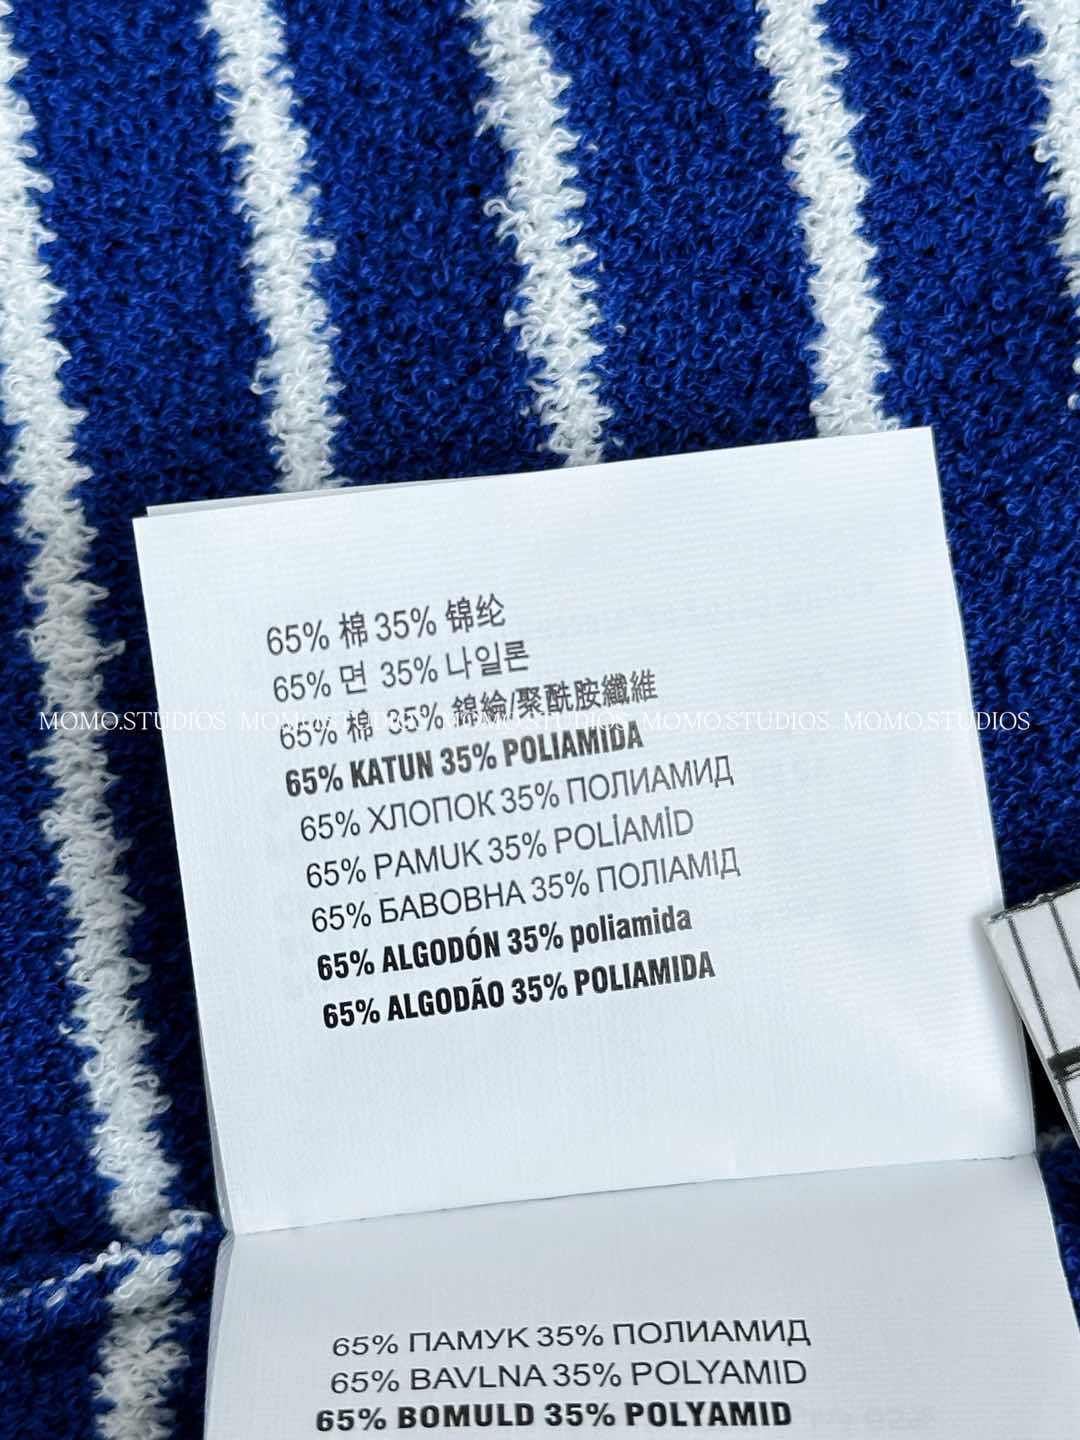 65% 棉 35% 锦纶
65% 면 35% 나일론
65% 棉 35% 錦綸/聚酰胺纖維
MOMO.STUDIOS MOMO.STUDIOS MOMO.STUDIOS MOMO.STUDIOS MOMO.STUDIOS
65% KATUN 35% POLIAMIDA
65% ХЛОПОК 35% ПОЛИАМИД
65% PAMUK 35% POLİAMİD
65% БАВОВНА 35% ПОЛІАМІД
65% ALGODÓN 35% poliamida
65% ALGODÃO 35% POLIAMIDA
65% ПАМУК 35% ПОЛИАМИД
65% BAVLNA 35% POLYAMID
65% BOMULD 35% POLYAMID